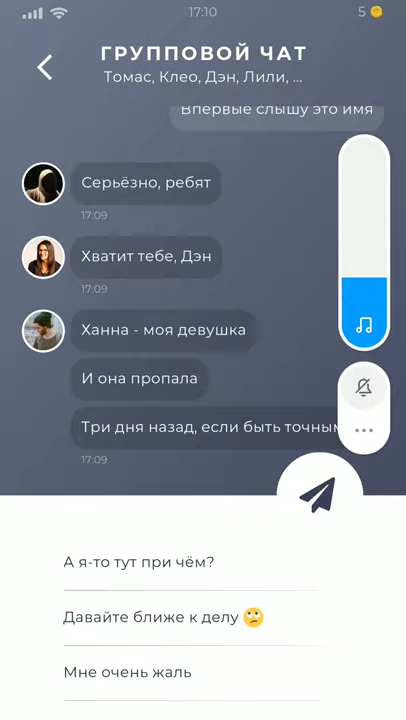 17:10
5
ГРУППОВОЙ ЧАТ
Томас, Клео, Дэн, Лили, ...
Впервые слышу это имя
Серьёзно, ребят
17:09
Хватит тебе, Дэн
17:09
Ханна - моя девушка
И она пропала
Три дня назад, если быть точным
17:09
А я-то тут при чём?
Давайте ближе к делу 🙄
Мне очень жаль